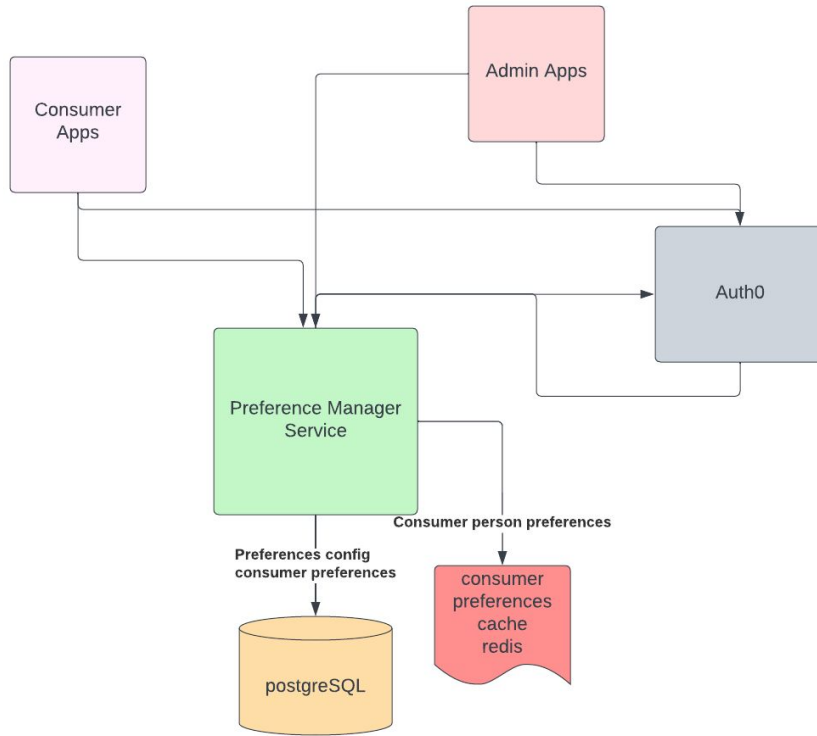 Admin Apps
Consumer
Apps
Auth0
Preference Manager
Service
Consumer person preferences
Preferences config
consumer preferences
consumer
preferences
cache
redis
postgreSQL